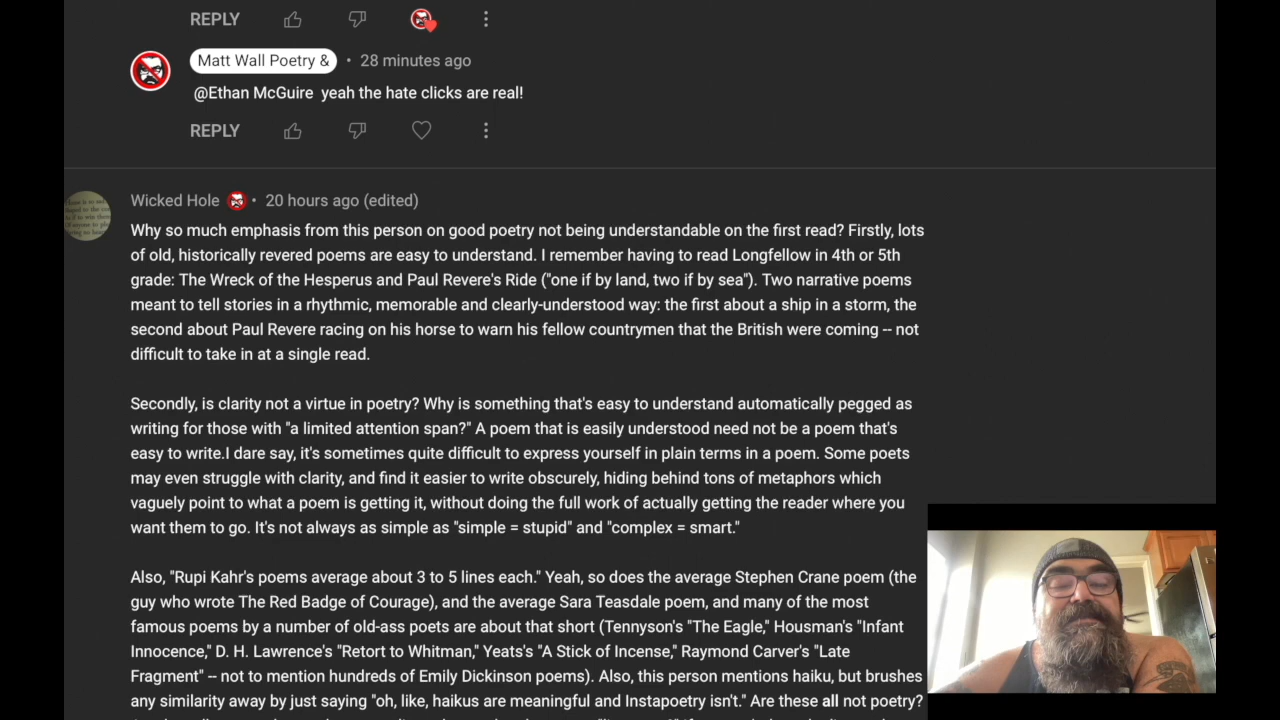 REPLY
Matt Wall Poetry & • 28 minutes ago
@Ethan McGuire yeah the hate clicks are real!
REPLY
Wicked Hole • 20 hours ago (edited)
Why so much emphasis from this person on good poetry not being understandable on the first read? Firstly, lots
of old, historically revered poems are easy to understand. I remember having to read Longfellow in 4th or 5th
grade: The Wreck of the Hesperus and Paul Revere's Ride ("one if by land, two if by sea"). Two narrative poems
meant to tell stories in a rhythmic, memorable and clearly-understood way: the first about a ship in a storm, the
second about Paul Revere racing on his horse to warn his fellow countrymen that the British were coming -- not
difficult to take in at a single read.
Secondly, is clarity not a virtue in poetry? Why is something that's easy to understand automatically pegged as
writing for those with "a limited attention span?" A poem that is easily understood need not be a poem that's
easy to write.I dare say, it's sometimes quite difficult to express yourself in plain terms in a poem. Some poets
may even struggle with clarity, and find it easier to write obscurely, hiding behind tons of metaphors which
vaguely point to what a poem is getting it, without doing the full work of actually getting the reader where you
want them to go. It's not always as simple as "simple = stupid" and "complex = smart."
Also, "Rupi Kahr's poems average about 3 to 5 lines each." Yeah, so does the average Stephen Crane poem (the
guy who wrote The Red Badge of Courage), and the average Sara Teasdale poem, and many of the most
famous poems by a number of old-ass poets are about that short (Tennyson's "The Eagle," Housman's "Infant
Innocence," D. H. Lawrence's "Retort to Whitman," Yeats's "A Stick of Incense," Raymond Carver's "Late
Fragment" -- not to mention hundreds of Emily Dickinson poems). Also, this person mentions haiku, but brushes
any similarity away by just saying "oh, like, haikus are meaningful and Instapoetry isn't." Are these all not poetry?